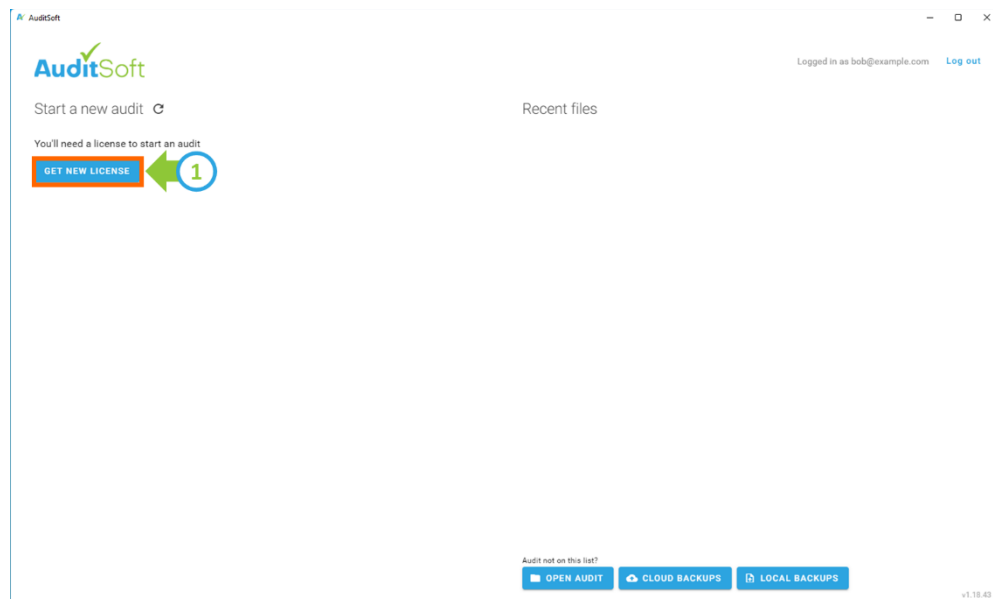 AuditSoft
AuditSoft
Logged in as bob@example.com Log out
Start a new audit
Recent files
You'll need a license to start an audit
GET NEW LICENSE
1
Audit not on this list?
OPEN AUDIT
CLOUD BACKUPS
LOCAL BACKUPS
v1.18.43